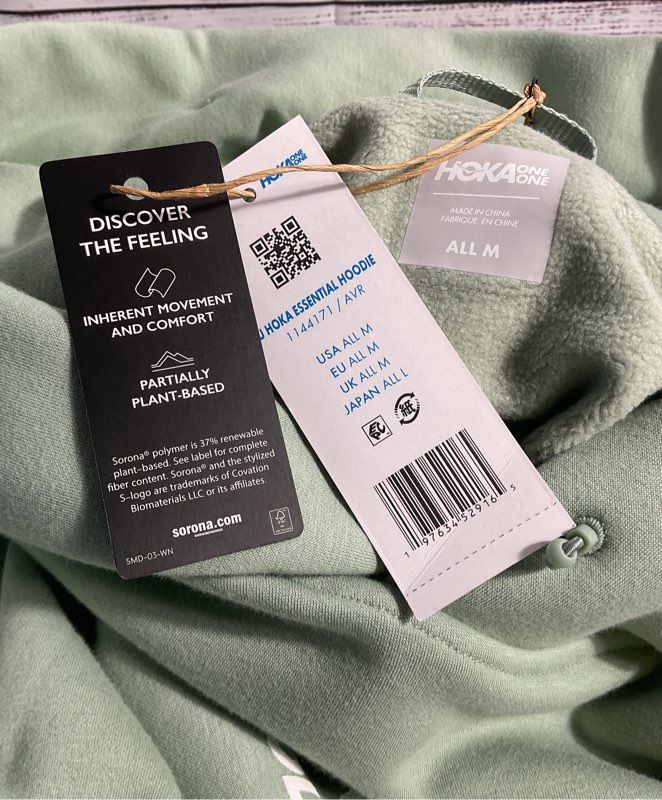 DISCOVER
THE FEELING
INHERENT MOVEMENT
AND COMFORT
PARTIALLY
PLANT-BASED
Sorona® polymer is 37% renewable
plant-based. See label for complete
fiber content. Sorona® and the stylized
S-logo are trademarks of Covation
Biomaterials LLC or its affiliates.
sorona.com
SMD-03-WN
HOKA ONE
ONE
U HOKA ESSENTIAL HOODIE
1144171 / AVR
USA ALL M
EU ALL M
UK ALL M
JAPAN ALL L
紙
1 97634 52916 5
HOKA ONE
ONE
MADE IN CHINA
FABRIQUE EN CHINE
ALL M